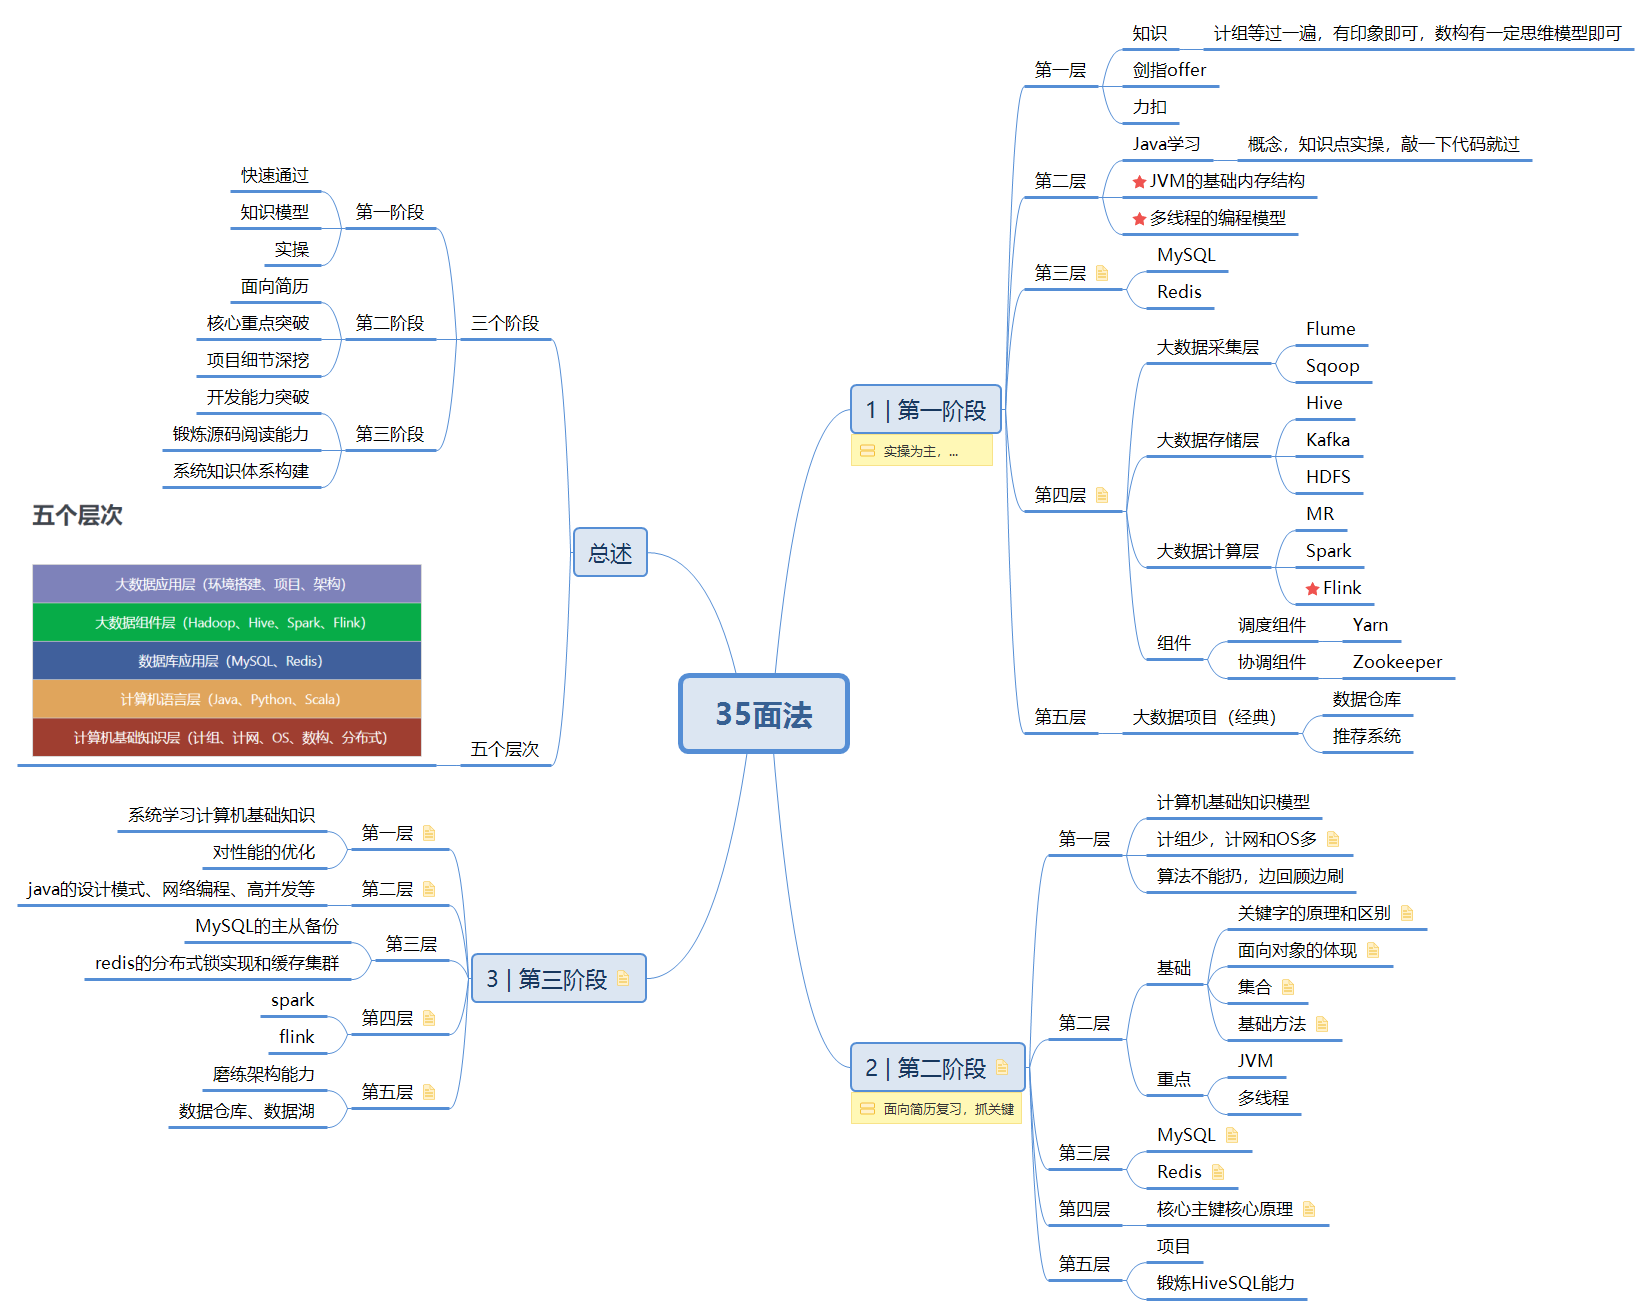 35面法
总述
三个阶段
第一阶段
快速通过
知识模型
实操
第二阶段
面向简历
核心重点突破
项目细节深挖
第三阶段
开发能力突破
锻炼源码阅读能力
系统知识体系构建
五个层次
五个层次
大数据应用层（环境搭建、项目、架构）
大数据组件层（Hadoop、Hive、Spark、Flink）
数据库应用层（MySQL、Redis）
计算机语言层（Java、Python、Scala）
计算机基础知识层（计组、计网、OS、数构、分布式）
1 | 第一阶段
实操为主，...
第一层
知识
计组等过一遍，有印象即可，数构有一定思维模型即可
剑指offer
力扣
第二层
Java学习
概念，知识点实操，敲一下代码就过
JVM的基础内存结构
多线程的编程模型
第三层
MySQL
Redis
第四层
大数据采集层
Flume
Sqoop
大数据存储层
Hive
Kafka
HDFS
大数据计算层
MR
Spark
Flink
组件
调度组件
Yarn
协调组件
Zookeeper
第五层
大数据项目（经典）
数据仓库
推荐系统
2 | 第二阶段
面向简历复习，抓关键
第一层
计算机基础知识模型
计组少，计网和OS多
算法不能扔，边回顾边刷
第二层
基础
关键字的原理和区别
面向对象的体现
集合
基础方法
重点
JVM
多线程
第三层
MySQL
Redis
第四层
核心主键核心原理
第五层
项目
锻炼HiveSQL能力
3 | 第三阶段
第一层
系统学习计算机基础知识
对性能的优化
第二层
java的设计模式、网络编程、高并发等
第三层
MySQL的主从备份
redis的分布式锁实现和缓存集群
第四层
spark
flink
第五层
磨练架构能力
数据仓库、数据湖